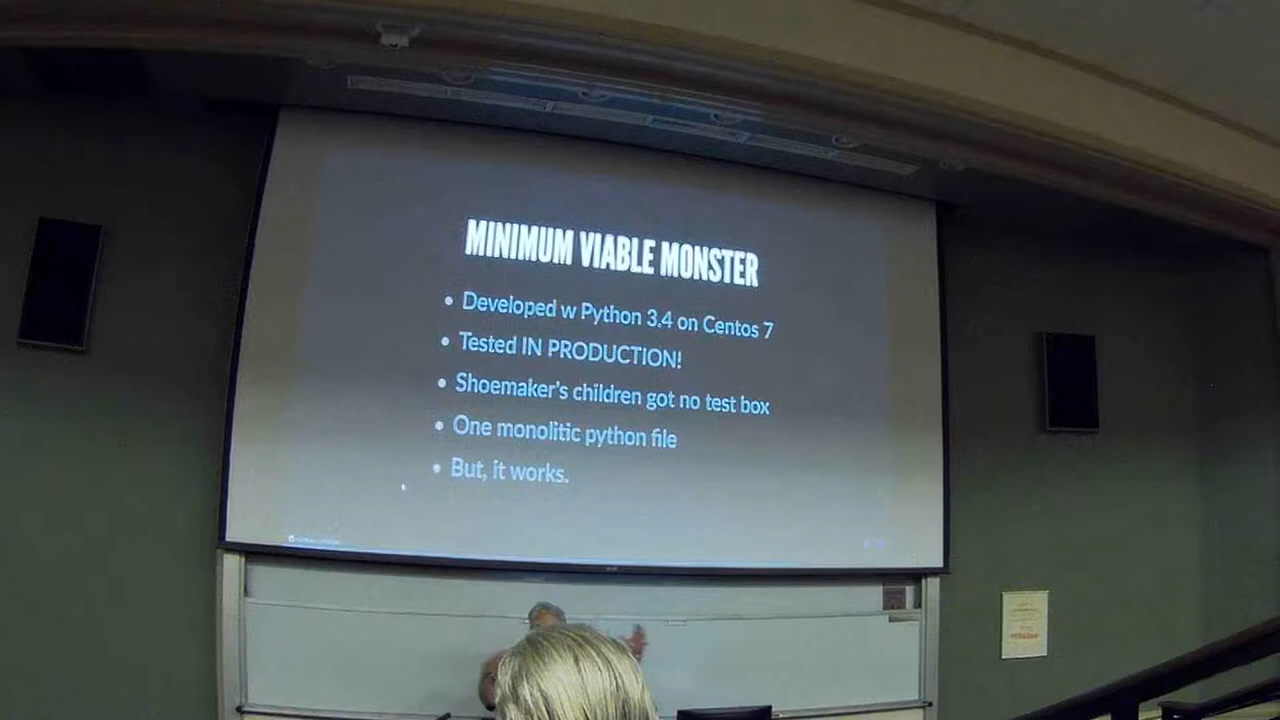 MINIMUM VIABLE MONSTER
• Developed w Python 3.4 on Centos 7
• Tested IN PRODUCTION!
• Shoemaker's children got no test box
• One monolitic python file
• But, it works.